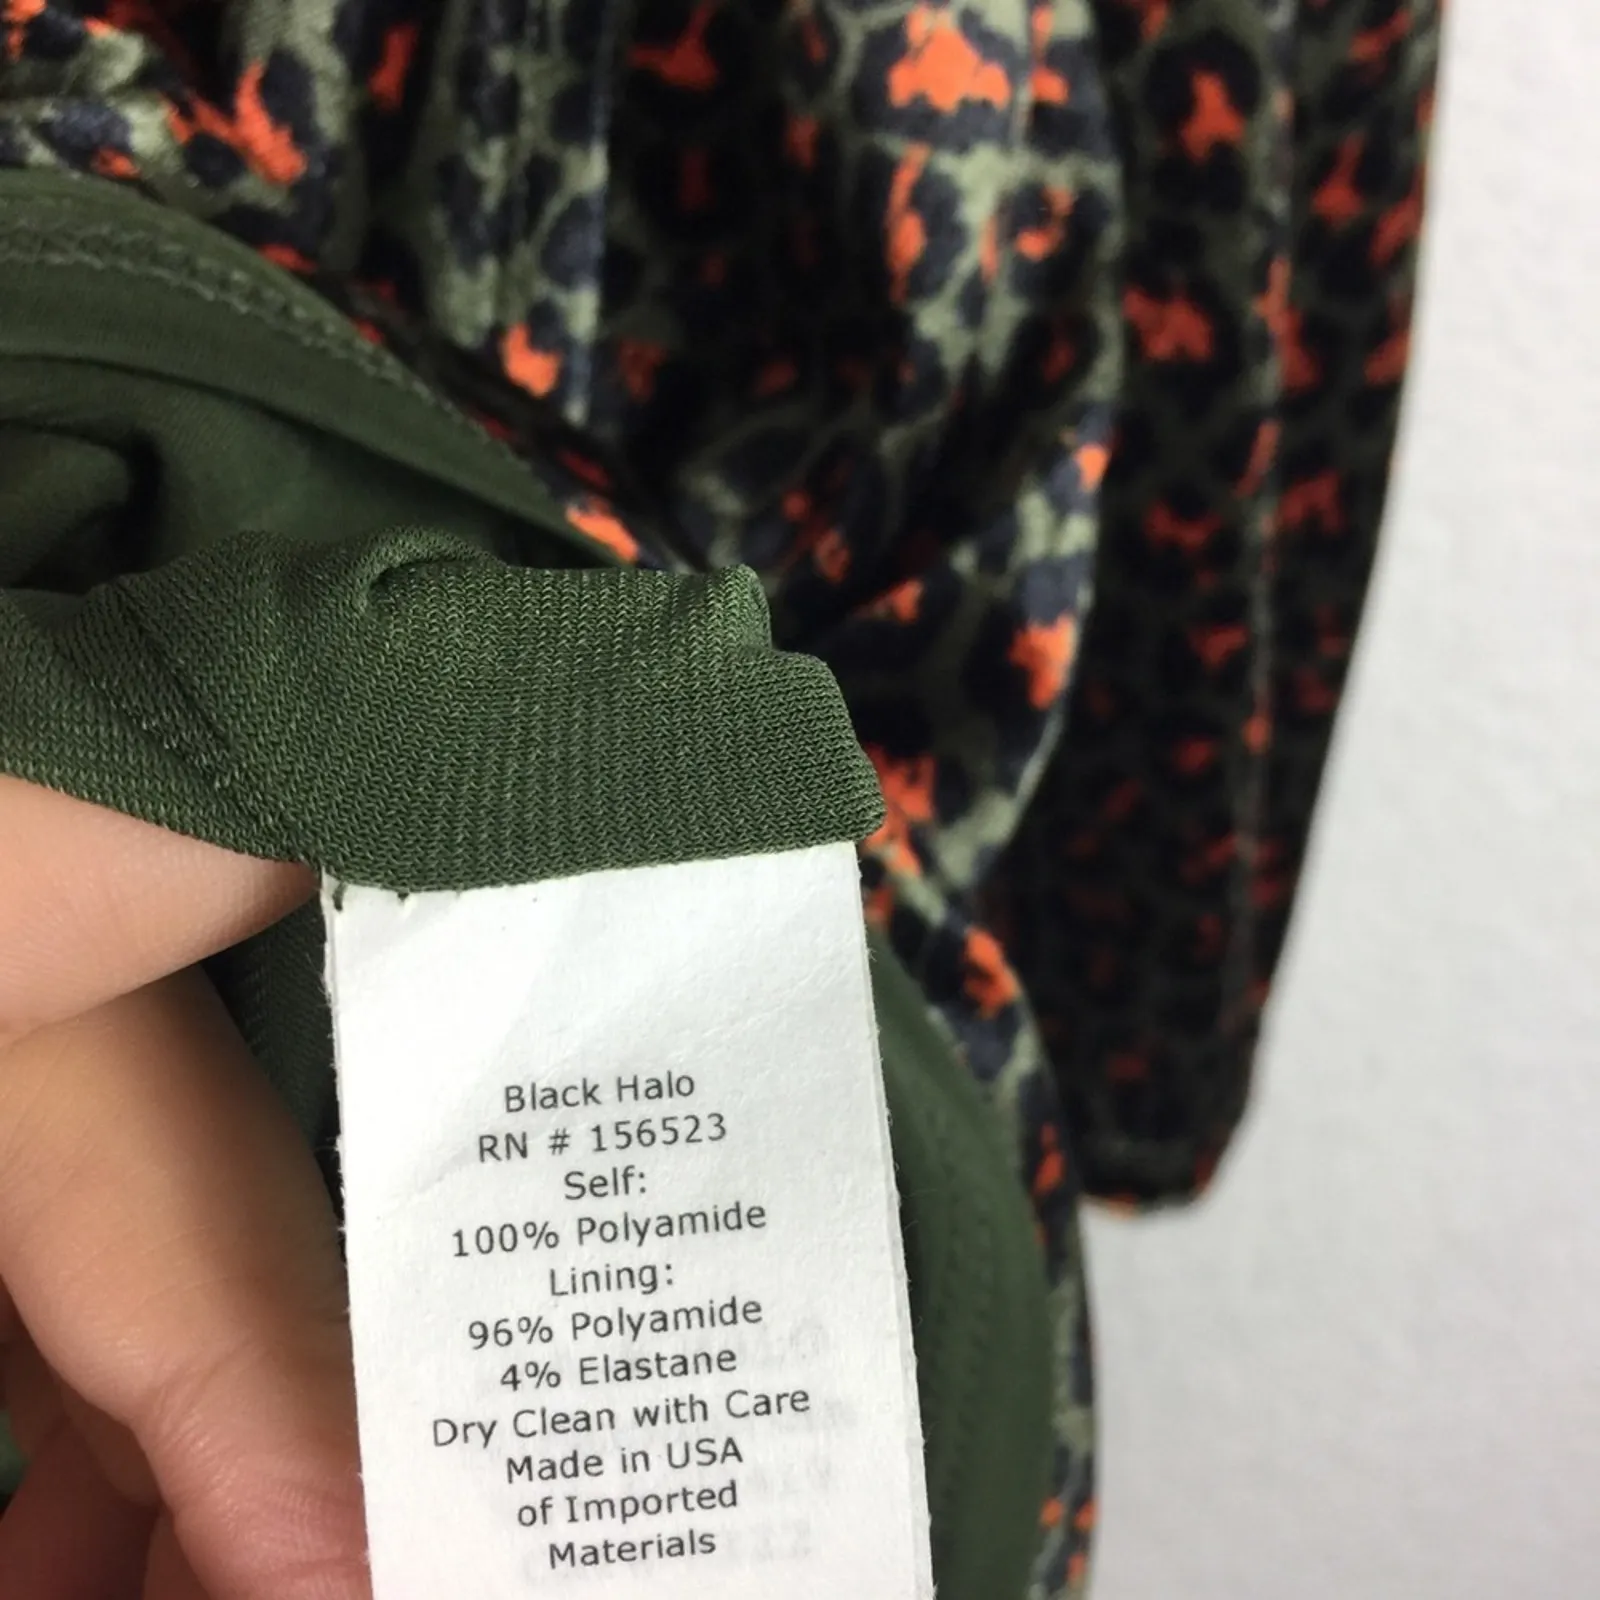 Black Halo
RN # 156523
Self:
100% Polyamide
Lining:
96% Polyamide
4% Elastane
Dry Clean with Care
Made in USA
of Imported
Materials